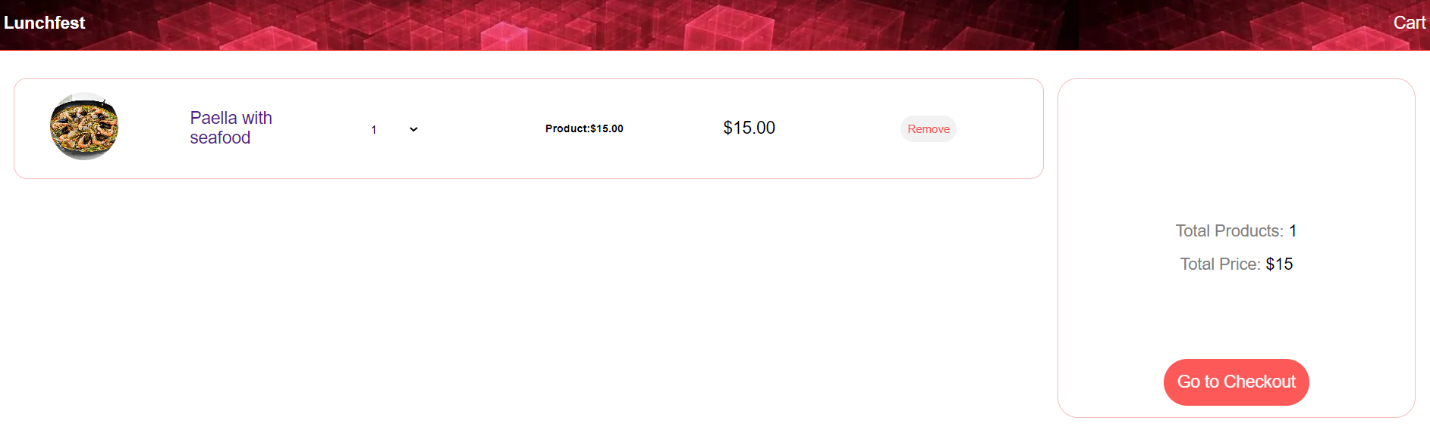 Lunchfest
Cart
Paella with
seafood
1
Product:$15.00
$15.00
Remove
Total Products: 1
Total Price: $15
Go to Checkout